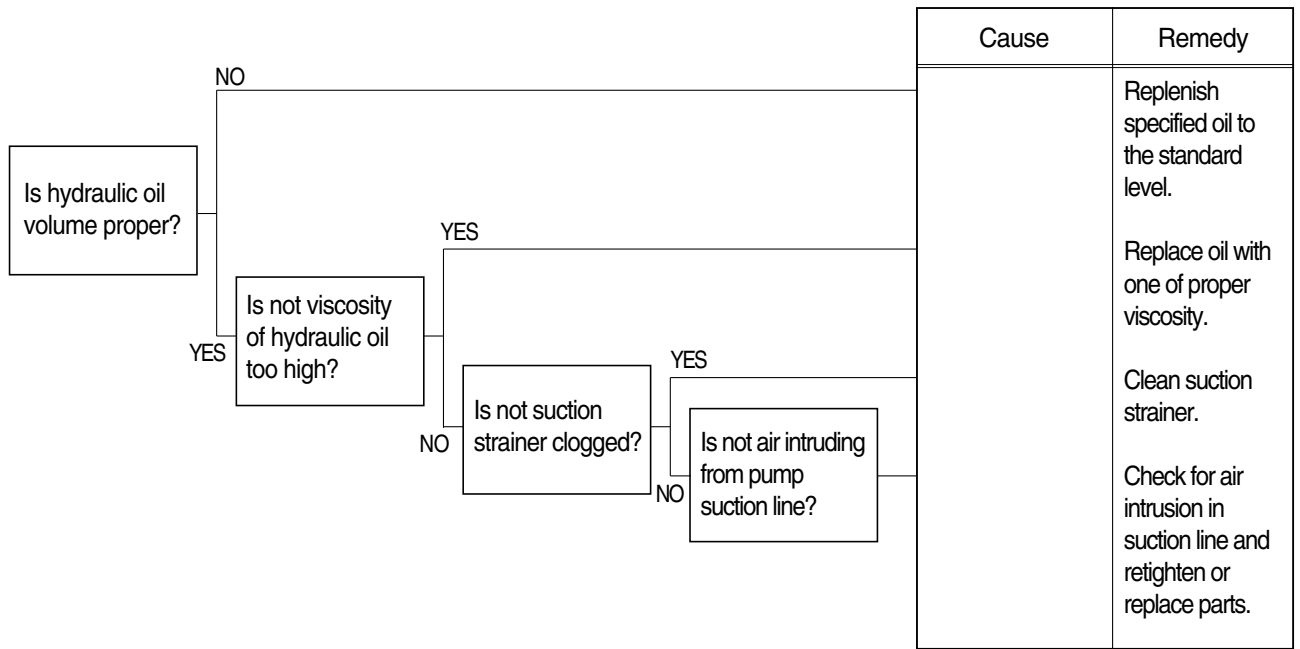 Cause
Remedy
NO
Replenish
specified oil to
the standard
level.
Is hydraulic oil
volume proper?
YES
Replace oil with
one of proper
viscosity.
Is not viscosity
of hydraulic oil
too high?
YES
YES
Clean suction
strainer.
Is not suction
strainer clogged?
NO
Is not air intruding
from pump
suction line?
NO
Check for air
intrusion in
suction line and
retighten or
replace parts.